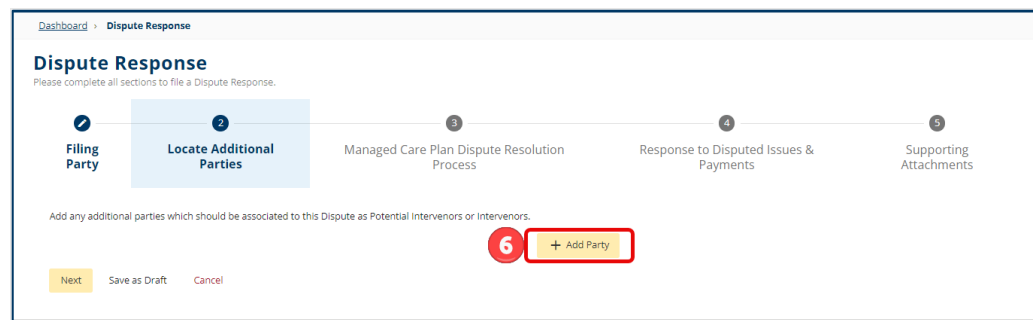 Dashboard › Dispute Response
Dispute Response
Please complete all sections to file a Dispute Response.
2 3 4 5
Filing Party
Locate Additional Parties
Managed Care Plan Dispute Resolution Process
Response to Disputed Issues & Payments
Supporting Attachments
Add any additional parties which should be associated to this Dispute as Potential Intervenors or Intervenors.
6 + Add Party
Next Save as Draft Cancel